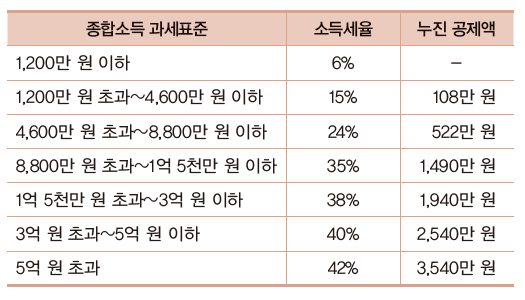 종합소득 과세표준 소득세율 누진 공제액
1,200만 원 이하 6% –
1,200만 원 초과~4,600만 원 이하 15% 108만 원
4,600만 원 초과~8,800만 원 이하 24% 522만 원
8,800만 원 초과~1억 5천만 원 이하 35% 1,490만 원
1억 5천만 원 초과~3억 원 이하 38% 1,940만 원
3억 원 초과~5억 원 이하 40% 2,540만 원
5억 원 초과 42% 3,540만 원